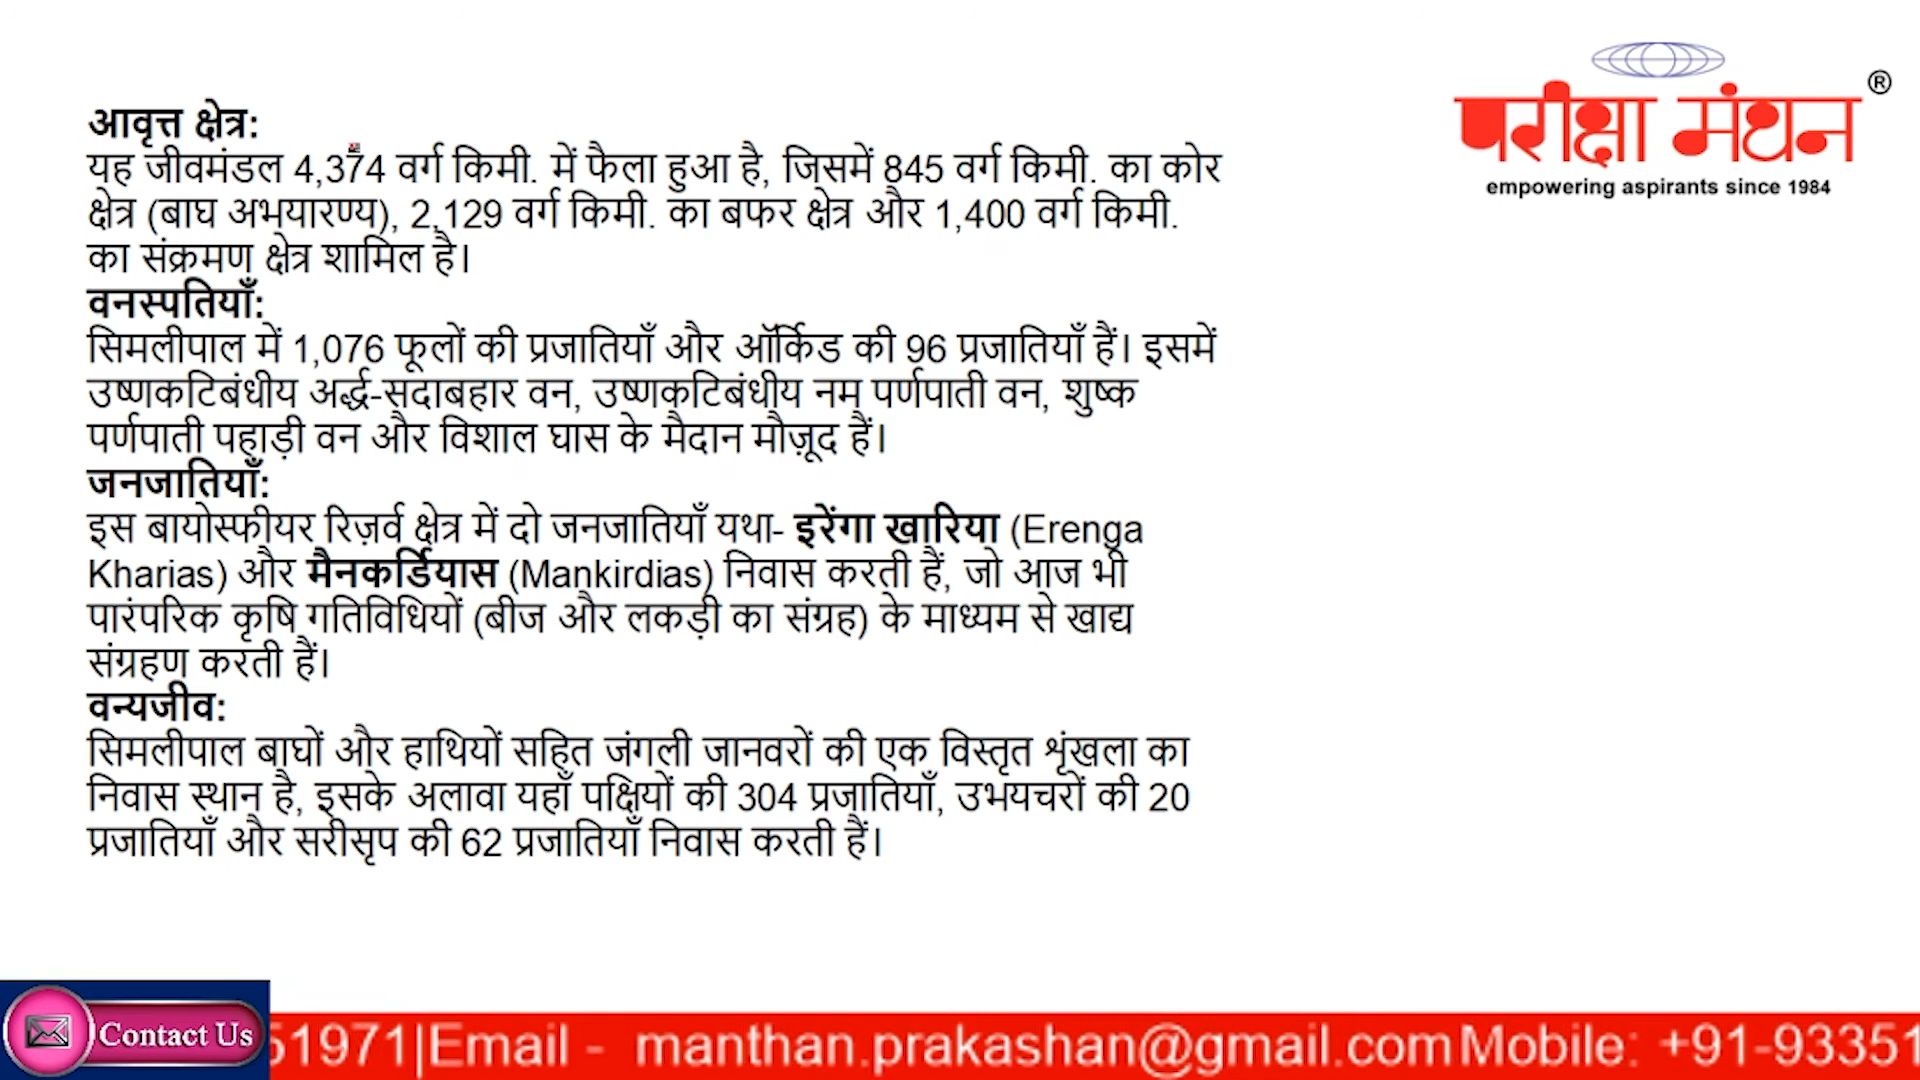 परीक्षा मंथन ®
empowering aspirants since 1984
आवृत्त क्षेत्र:
यह जीवमंडल 4,374 वर्ग किमी. में फैला हुआ है, जिसमें 845 वर्ग किमी. का कोर
क्षेत्र (बाघ अभयारण्य), 2,129 वर्ग किमी. का बफर क्षेत्र और 1,400 वर्ग किमी.
का संक्रमण क्षेत्र शामिल है।
वनस्पतियाँ:
सिमलीपाल में 1,076 फूलों की प्रजातियाँ और ऑर्किड की 96 प्रजातियाँ हैं। इसमें
उष्णकटिबंधीय अर्द्ध-सदाबहार वन, उष्णकटिबंधीय नम पर्णपाती वन, शुष्क
पर्णपाती पहाड़ी वन और विशाल घास के मैदान मौज़ूद हैं।
जनजातियाँ:
इस बायोस्फीयर रिज़र्व क्षेत्र में दो जनजातियाँ यथा- इरेंगा खारिया (Erenga
Kharias) और मैनकर्डियास (Mankirdias) निवास करती हैं, जो आज भी
पारंपरिक कृषि गतिविधियों (बीज और लकड़ी का संग्रह) के माध्यम से खाद्य
संग्रहण करती हैं।
वन्यजीव:
सिमलीपाल बाघों और हाथियों सहित जंगली जानवरों की एक विस्तृत शृंखला का
निवास स्थान है, इसके अलावा यहाँ पक्षियों की 304 प्रजातियाँ, उभयचरों की 20
प्रजातियाँ और सरीसृप की 62 प्रजातियाँ निवास करती हैं।
Contact Us
51971|Email - manthan.prakashan@gmail.com Mobile: +91-93351